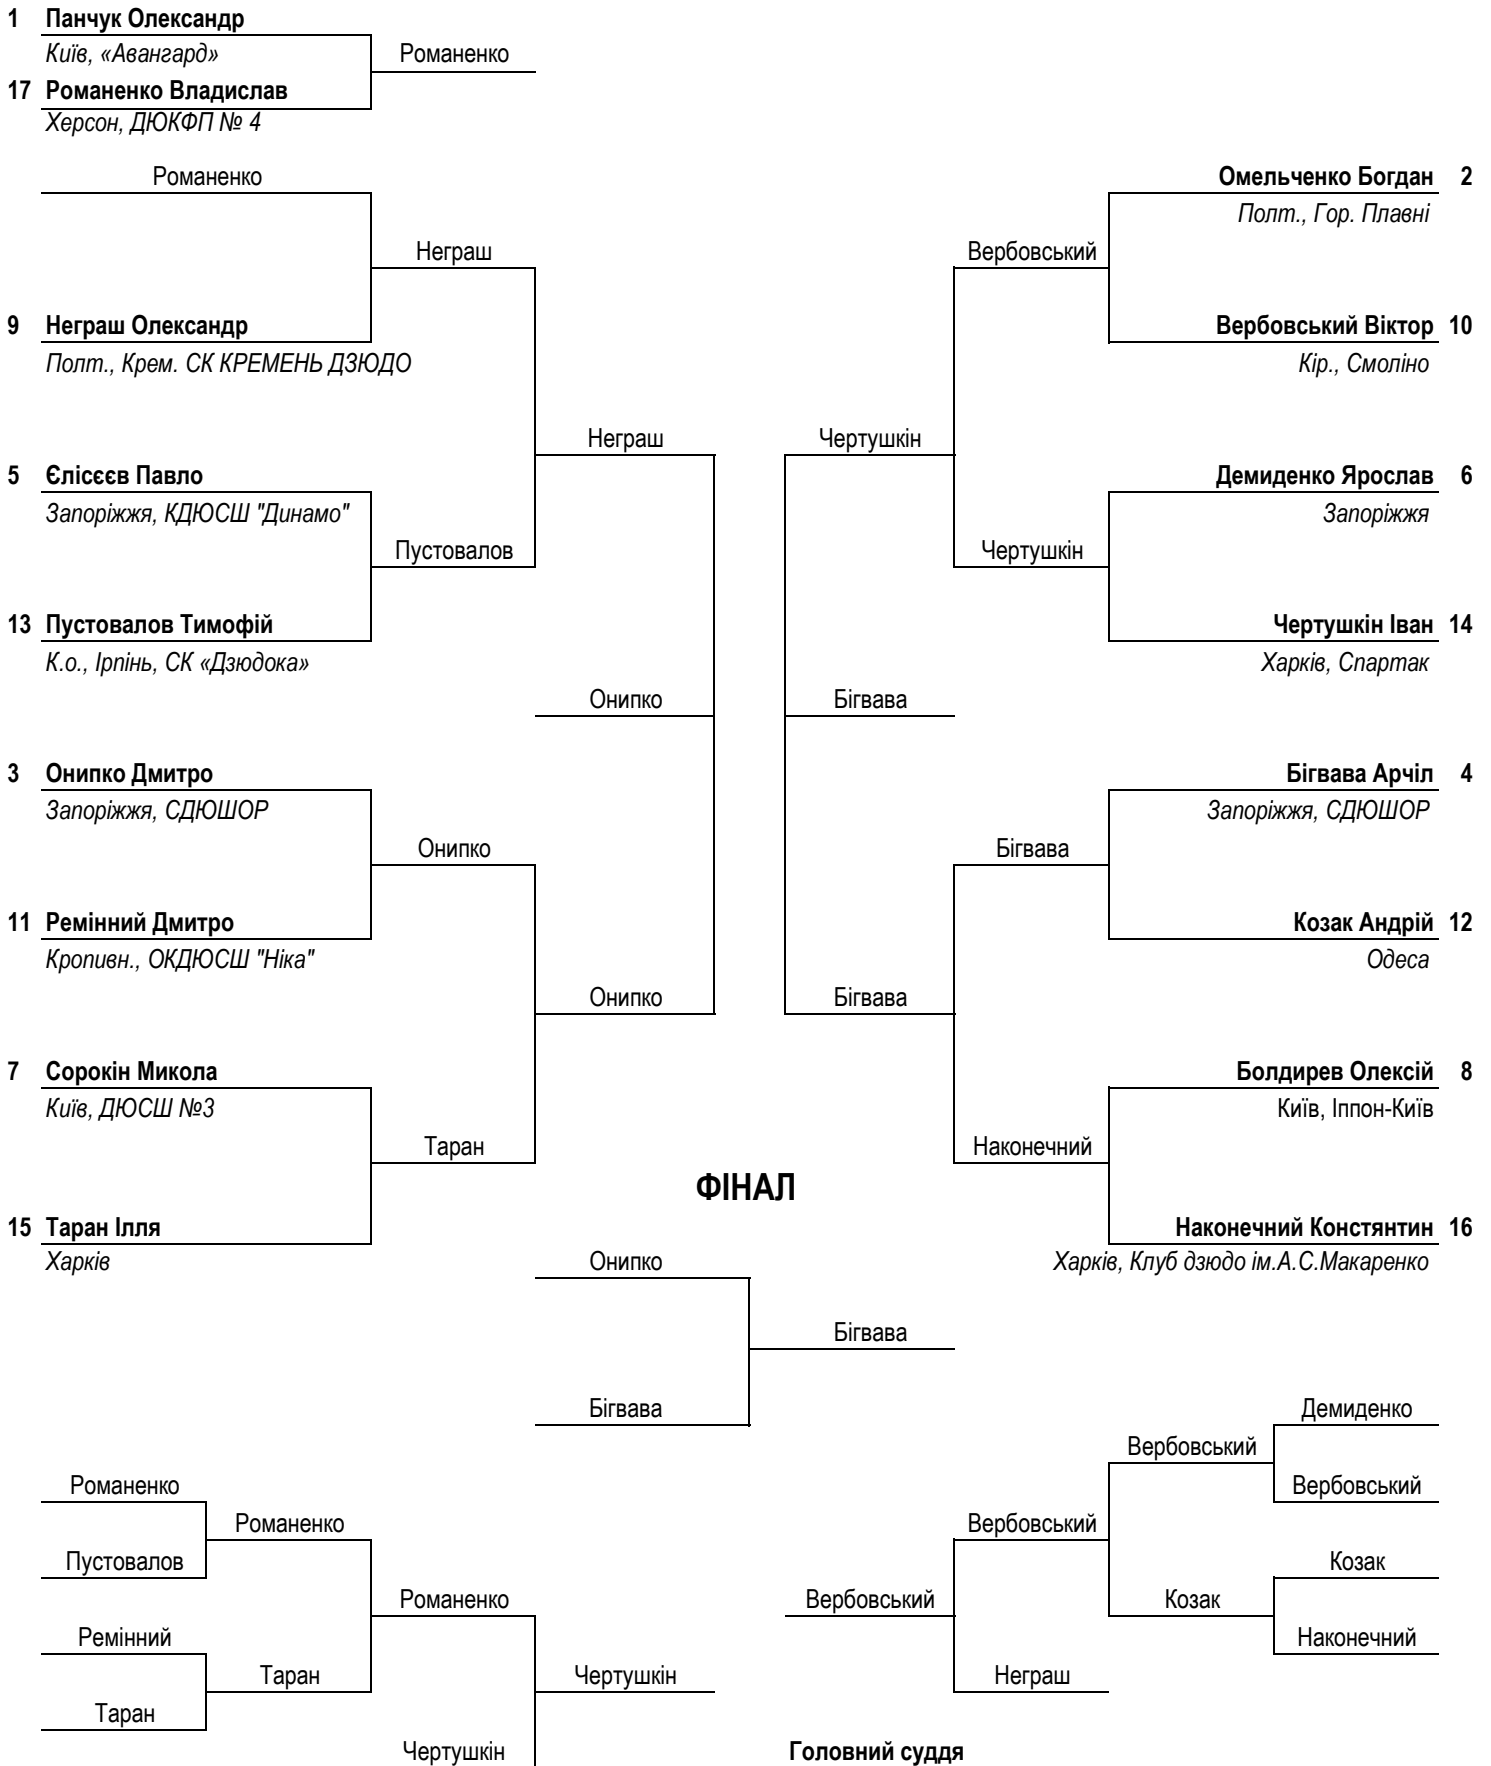 1 Панчук Олександр
Київ, «Авангард»
Романенко
17 Романенко Владислав
Херсон, ДЮКФП № 4
Романенко
Омельченко Богдан 2
Полт., Гор. Плавні
Неграш
Вербовський
9 Неграш Олександр
Вербовський Віктор 10
Полт., Крем. СК КРЕМЕНЬ ДЗЮДО
Кір., Смоліно
Неграш
Чертушкін
5 Єлісєєв Павло
Демиденко Ярослав 6
Запоріжжя, КДЮСШ "Динамо"
Запоріжжя
Пустовалов
Чертушкін
13 Пустовалов Тимофій
Чертушкін Іван 14
К.о., Ірпінь, СК «Дзюдока»
Харків, Спартак
Онипко
Бігвава
3 Онипко Дмитро
Бігвава Арчіл 4
Запоріжжя, СДЮШОР
Запоріжжя, СДЮШОР
Онипко
Бігвава
11 Ремінний Дмитро
Козак Андрій 12
Кропивн., ОКДЮСШ "Ніка"
Одеса
Онипко
Бігвава
7 Сорокін Микола
Болдирев Олексій 8
Київ, ДЮСШ №3
Київ, Іппон-Київ
Таран
Наконечний
ФІНАЛ
15 Таран Ілля
Наконечний Констянтин 16
Харків
Онипко
Харків, Клуб дзюдо ім.А.С.Макаренко
Бігвава
Бігвава
Демиденко
Вербовський
Романенко
Вербовський
Романенко
Вербовський
Пустовалов
Козак
Романенко
Вербовський
Козак
Ремінний
Наконечний
Таран
Чертушкін
Неграш
Таран
Чертушкін
Головний суддя